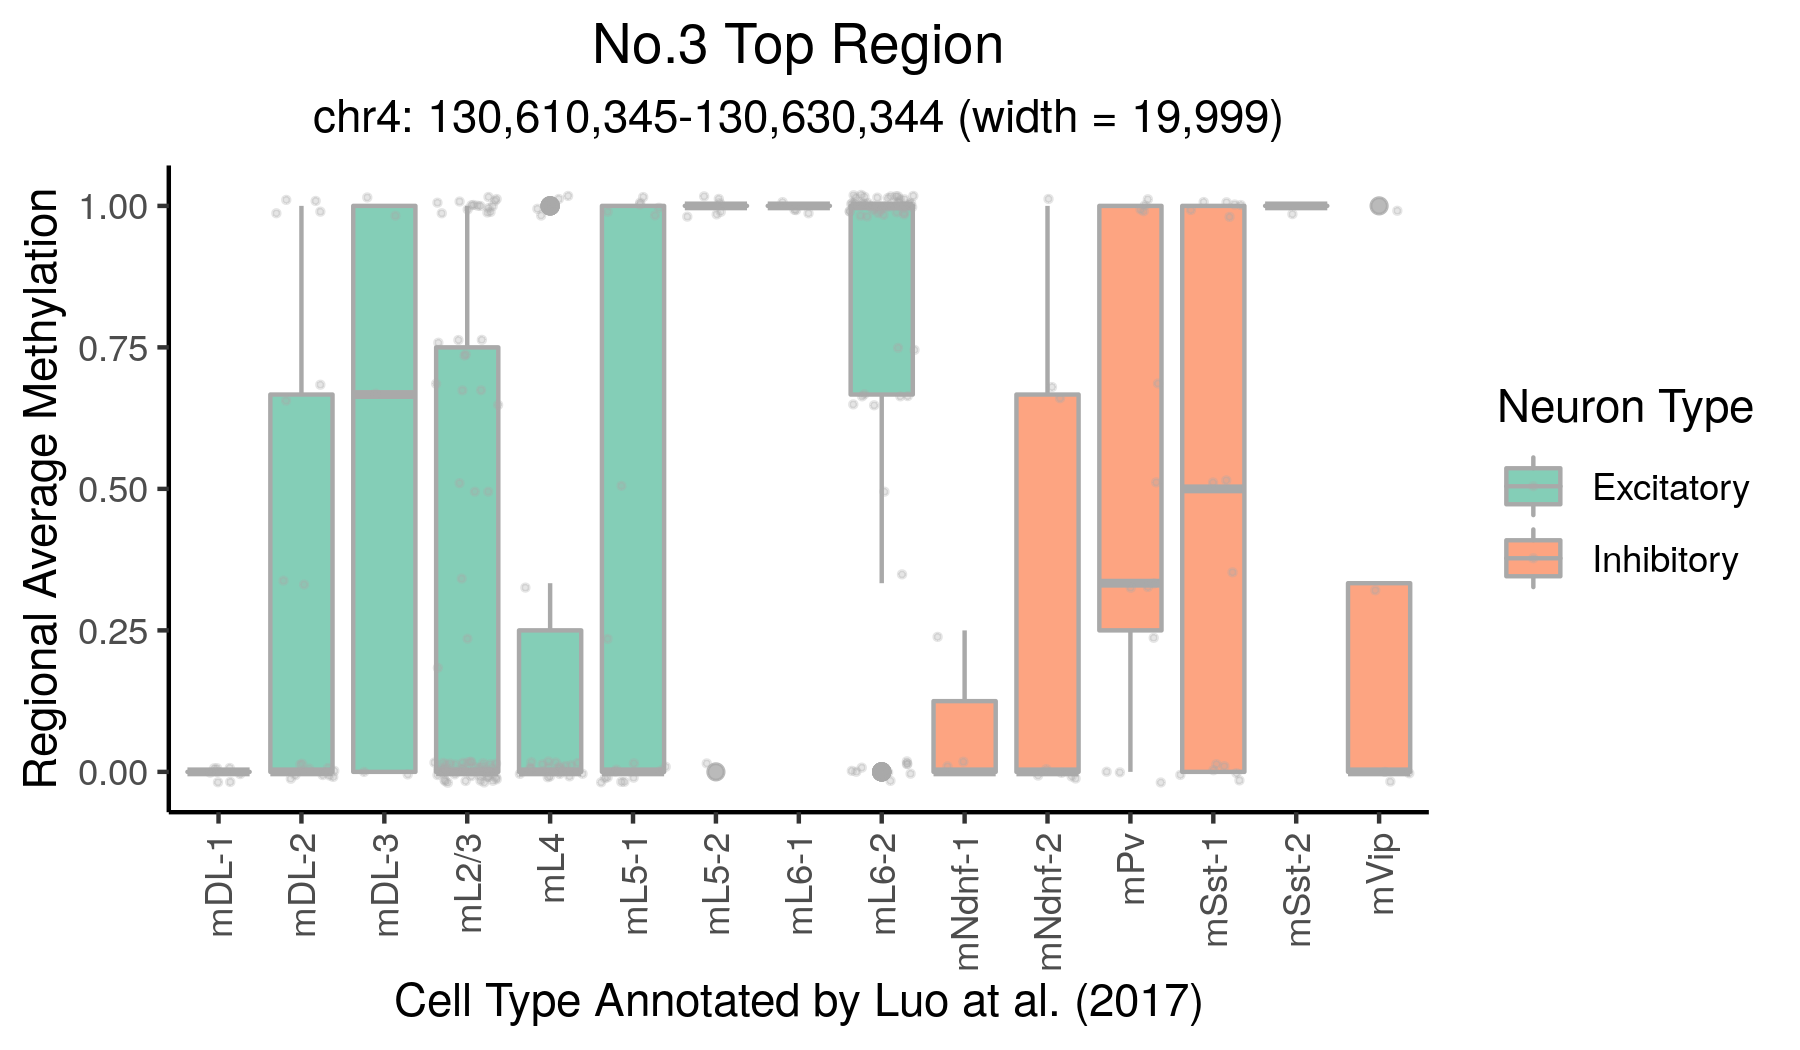 No.3 Top Region
chr4: 130,610,345-130,630,344 (width = 19,999)
Regional Average Methylation
1.00
0.75
0.50
0.25
0.00
mDL-1
mDL-2
mDL-3
mL2/3
mL4
mL5-1
mL5-2
mL6-1
mL6-2
mNdnf-1
mNdnf-2
mPv
mSst-1
mSst-2
mVip
Cell Type Annotated by Luo at al. (2017)
Neuron Type
Excitatory
Inhibitory